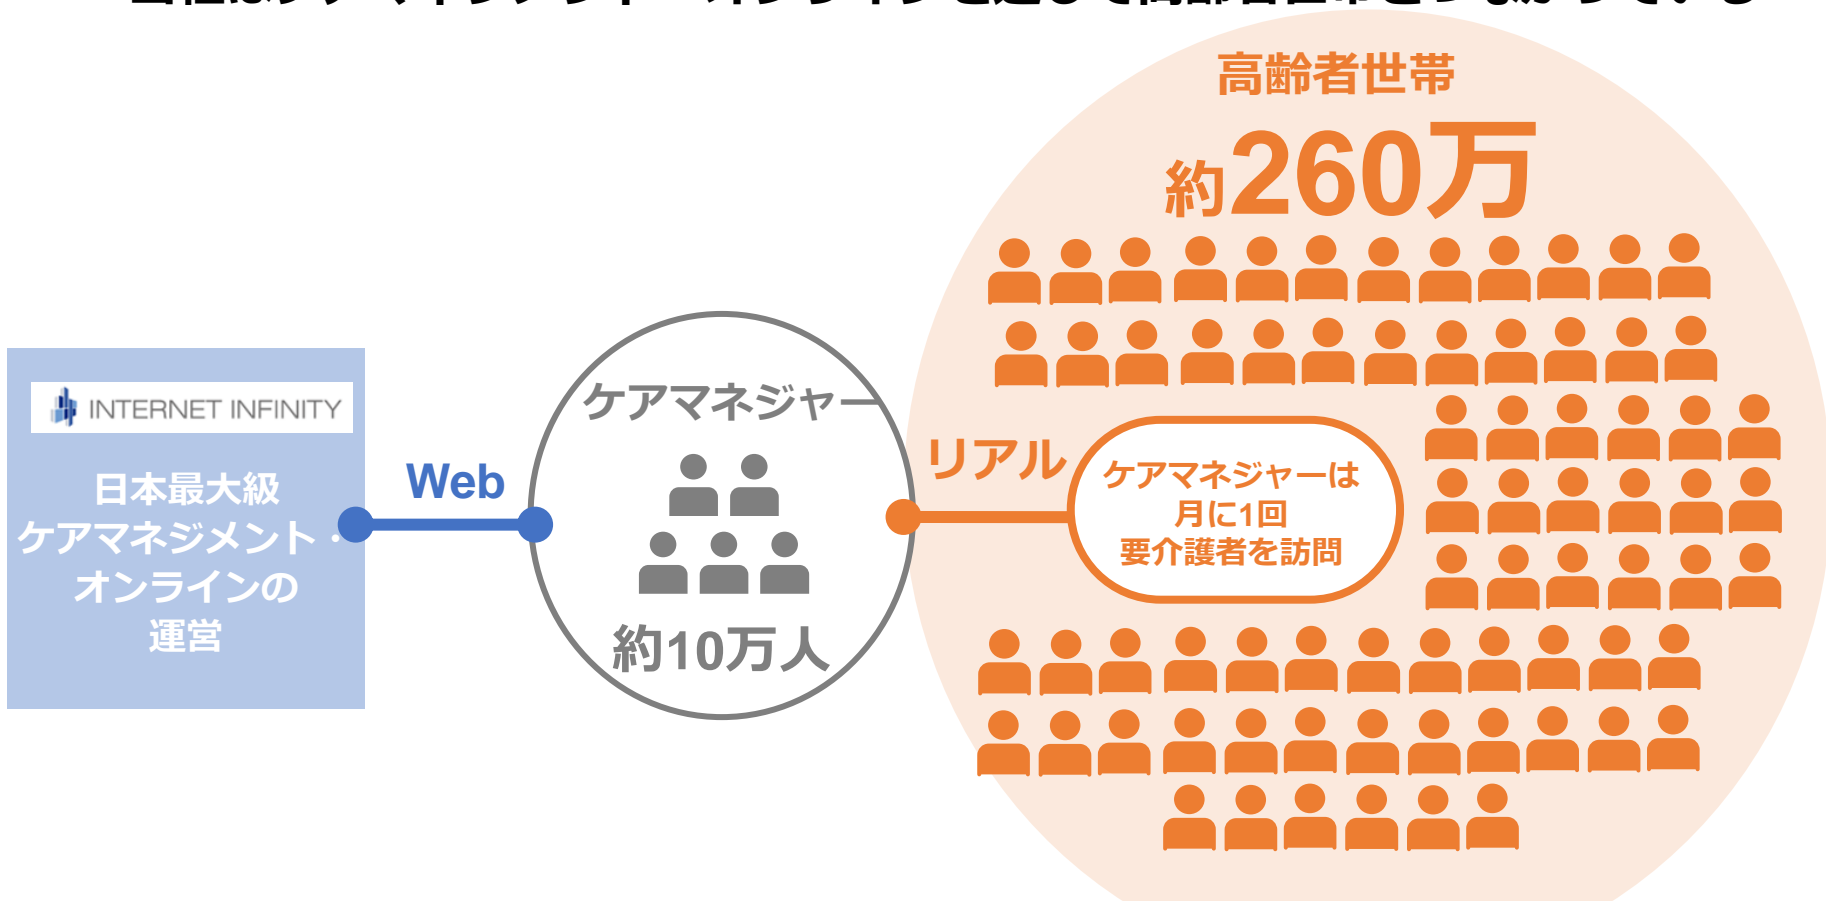 高齢者世帯
約260万
INTERNET INFINITY
日本最大級
ケアマネジメント・
オンラインの
運営
Web
ケアマネジャー
約10万人
リアル
ケアマネジャーは
月に1回
要介護者を訪問